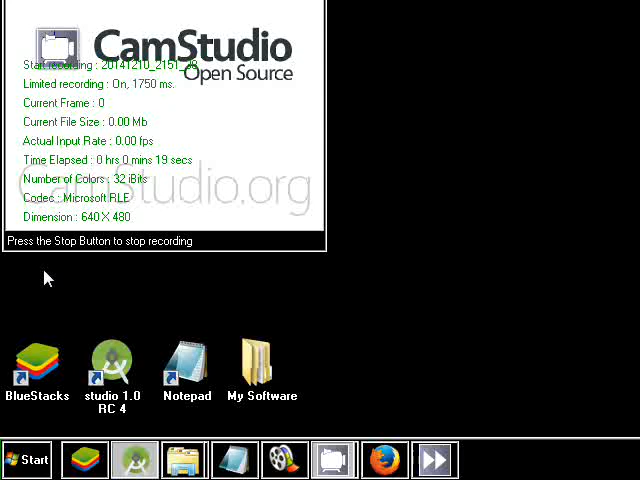 CamStudio
Open Source
Start recording : 20141210_2151_38
Limited recording : On, 1750 ms.
Current Frame : 0
Current File Size : 0.00 Mb
Actual Input Rate : 0.00 fps
Time Elapsed : 0 hrs 0 mins 19 secs
Number of Colors : 32 iBits
CamStudio.org
Codec : Microsoft RLE
Dimension : 640 X 480
Press the Stop Button to stop recording
BlueStacks
studio 1.0
RC 4
Notepad
My Software
Start